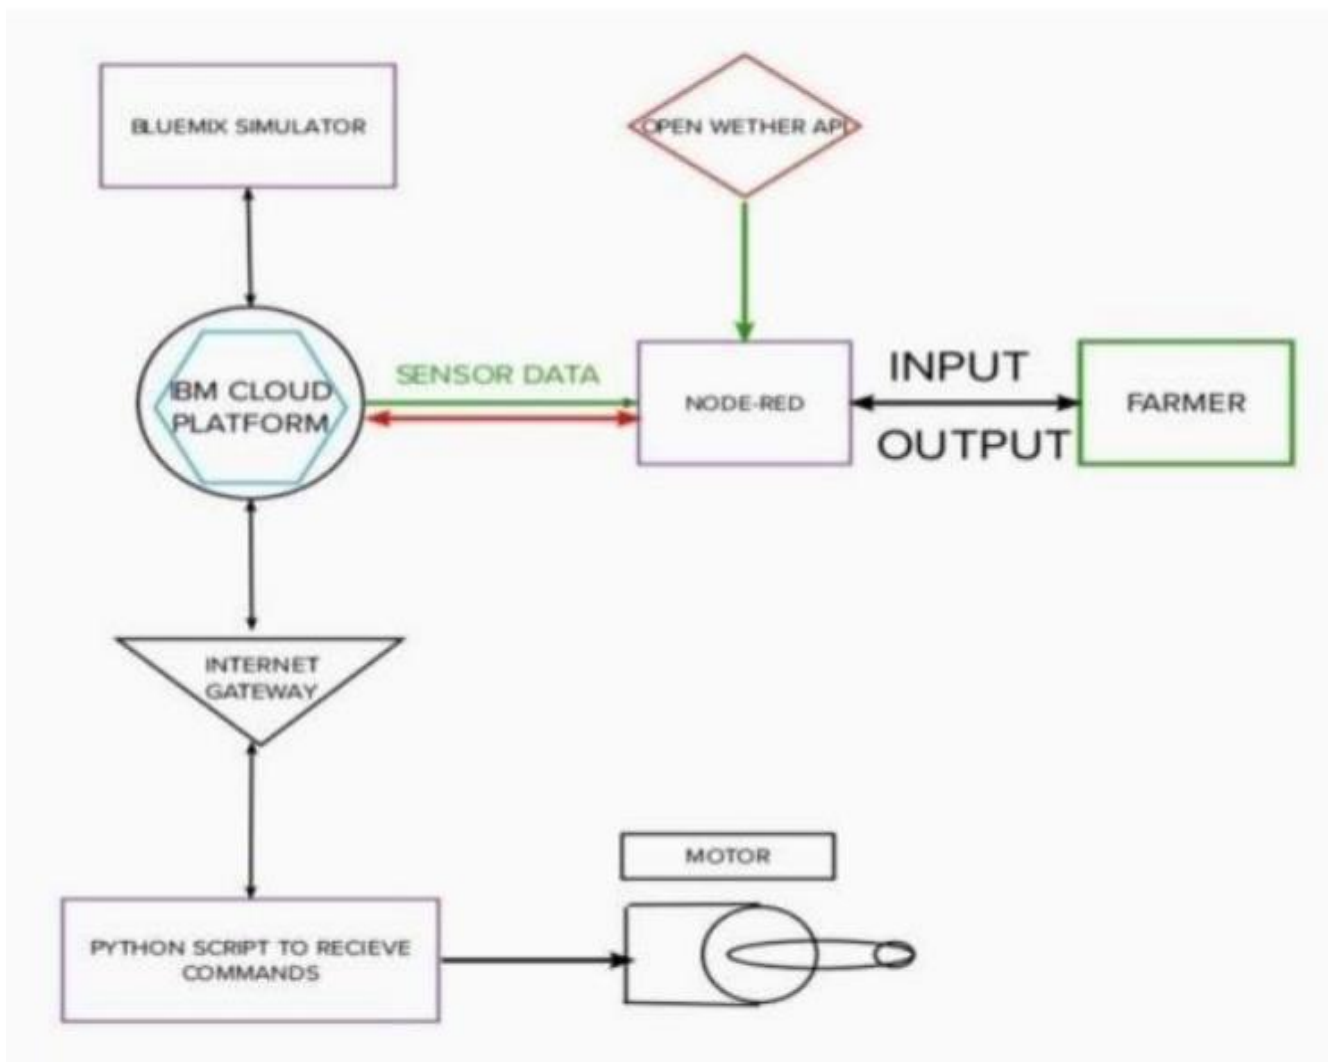 BLUEMIX SIMULATOR
OPEN WETHER API
IBM CLOUD
PLATFORM
SENSOR DATA
NODE-RED
INPUT
OUTPUT
FARMER
INTERNET
GATEWAY
MOTOR
PYTHON SCRIPT TO RECIEVE
COMMANDS